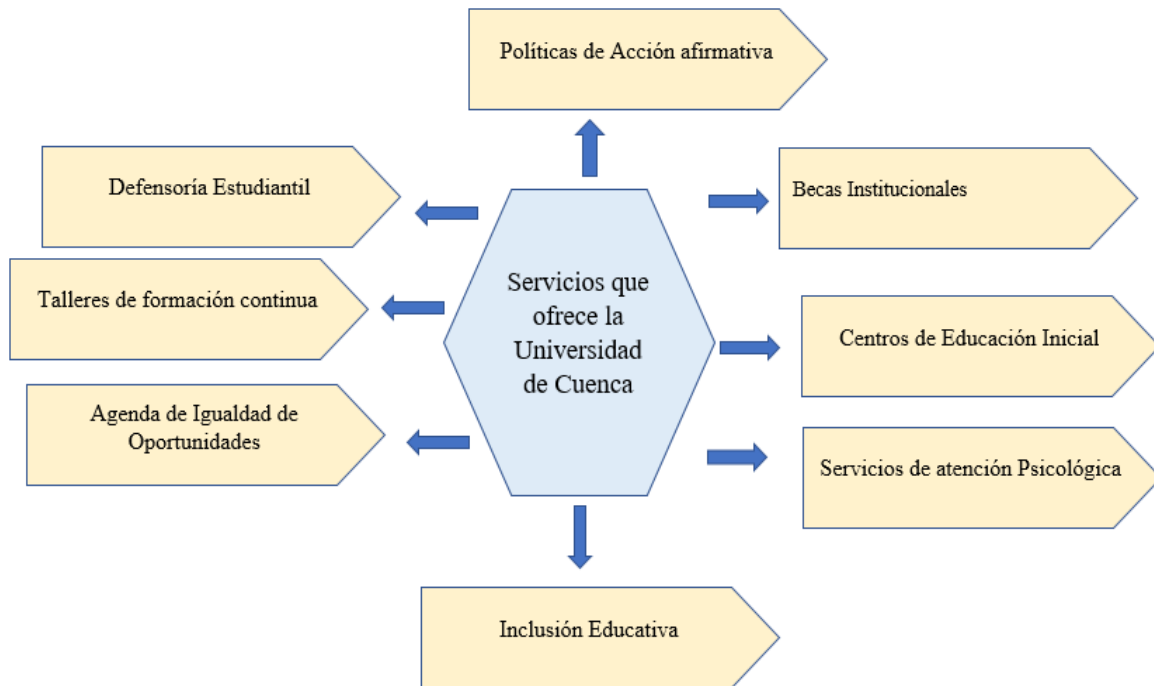 Políticas de Acción afirmativa
Defensoría Estudiantil
Becas Institucionales
Talleres de formación continua
Servicios que
ofrece la
Universidad
de Cuenca
Centros de Educación Inicial
Agenda de Igualdad de
Oportunidades
Servicios de atención Psicológica
Inclusión Educativa